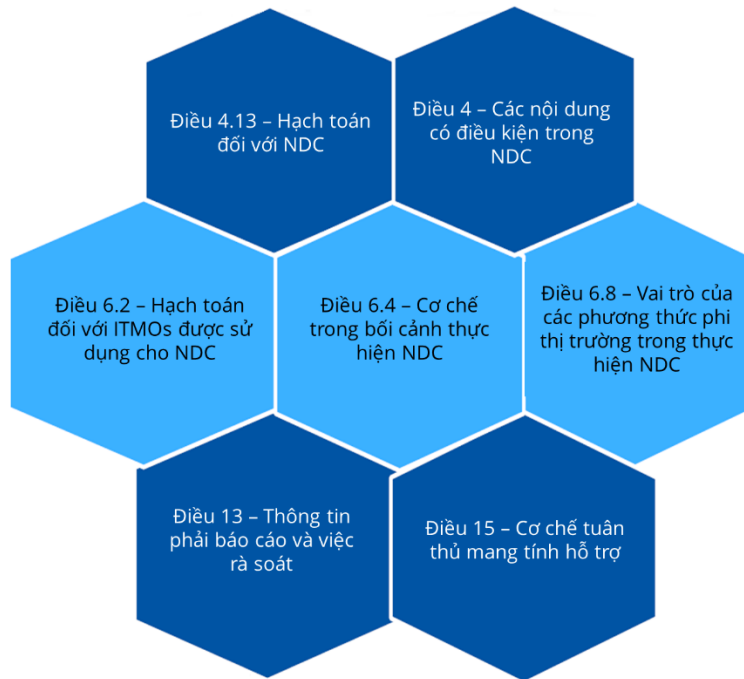 Điều 4.13 – Hạch toán
đối với NDC
Điều 4 – Các nội dung
có điều kiện trong
NDC
Điều 6.2 – Hạch toán
đối với ITMOs được sử
dụng cho NDC
Điều 6.4 – Cơ chế
trong bối cảnh thực
hiện NDC
Điều 6.8 – Vai trò của
các phương thức phi
thị trường trong thực
hiện NDC
Điều 13 – Thông tin
phải báo cáo và việc
rà soát
Điều 15 – Cơ chế tuân
thủ mang tính hỗ trợ